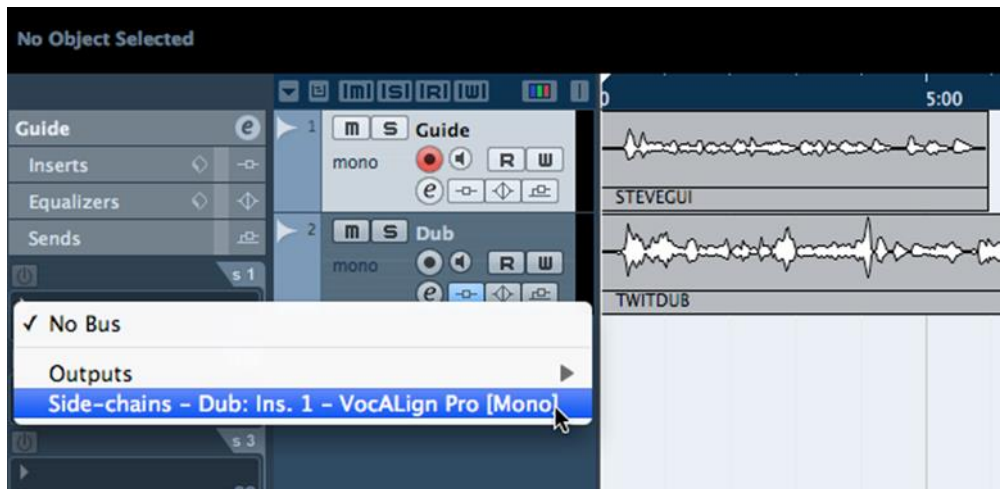 No Object Selected
m S R W
0
5:00
Guide e
1 m S Guide
Inserts
mono R W
Equalizers
e
STEVEGUI
Sends
2 m S Dub
s 1
mono R W
e
TWITDUB
✓ No Bus
Outputs
Side-chains – Dub: Ins. 1 – VocALign Pro [Mono]
s 3